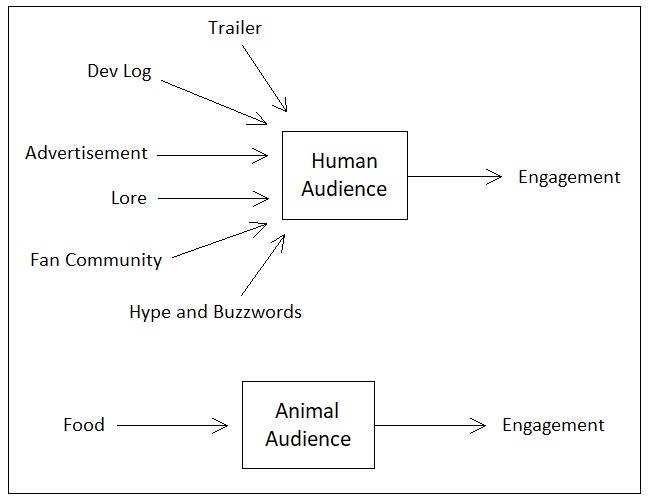 Trailer
Dev Log
Advertisement
Lore
Fan Community
Hype and Buzzwords
Human
Audience
Engagement
Food
Animal
Audience
Engagement